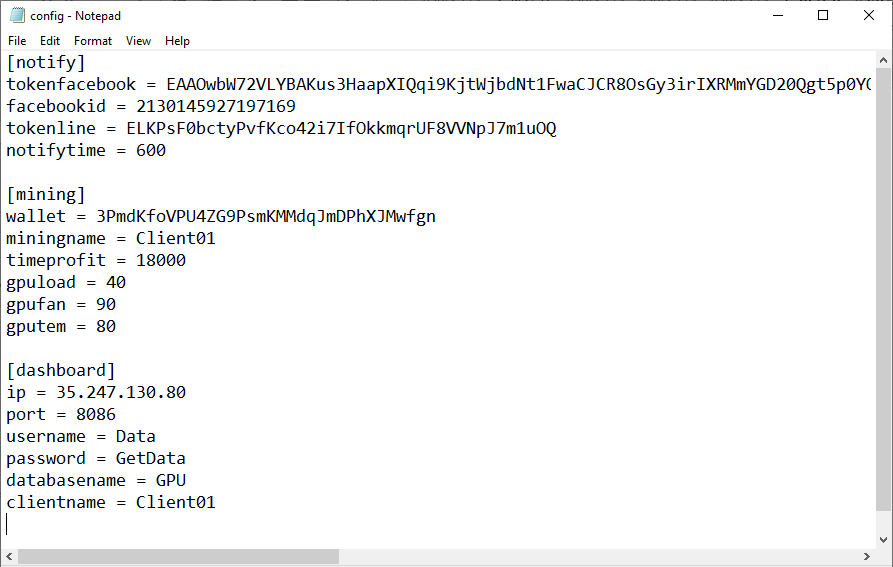 config - Notepad
File Edit Format View Help
[notify]
tokenfacebook = EAAOwbW72VLYBAKus3HaapXIQqi9KjtWjbdNt1FwaCJCR8OsGy3irIXRMmYGD20Qgt5p0YO
facebookid = 2130145927197169
tokenline = ELKPsF0bctyPvfKco42i7IfOkkmqrUF8VVNpJ7m1uOQ
notifytime = 600
[mining]
wallet = 3PmdKfoVPU4ZG9PsmKMMdqJmDPhXJMwfgn
miningname = Client01
timeprofit = 18000
gpuload = 40
gpufan = 90
gputem = 80
[dashboard]
ip = 35.247.130.80
port = 8086
username = Data
password = GetData
databasename = GPU
clientname = Client01